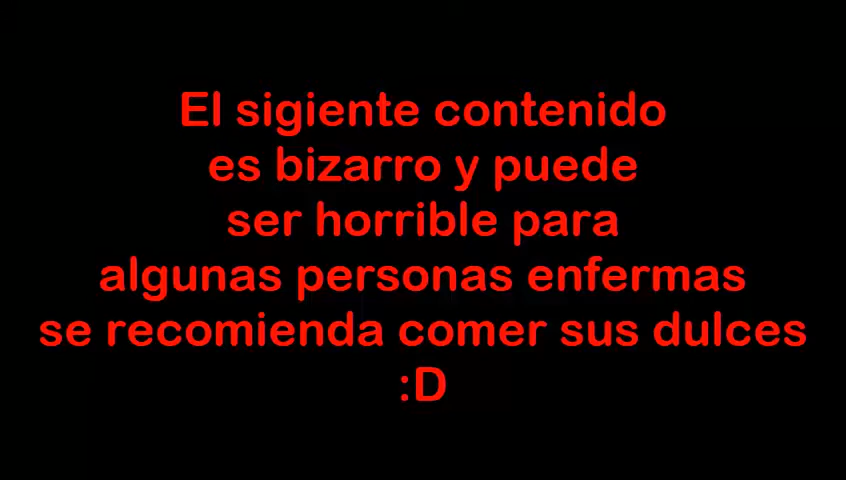 El sigiente contenido
es bizarro y puede
ser horrible para
algunas personas enfermas
se recomienda comer sus dulces
:D